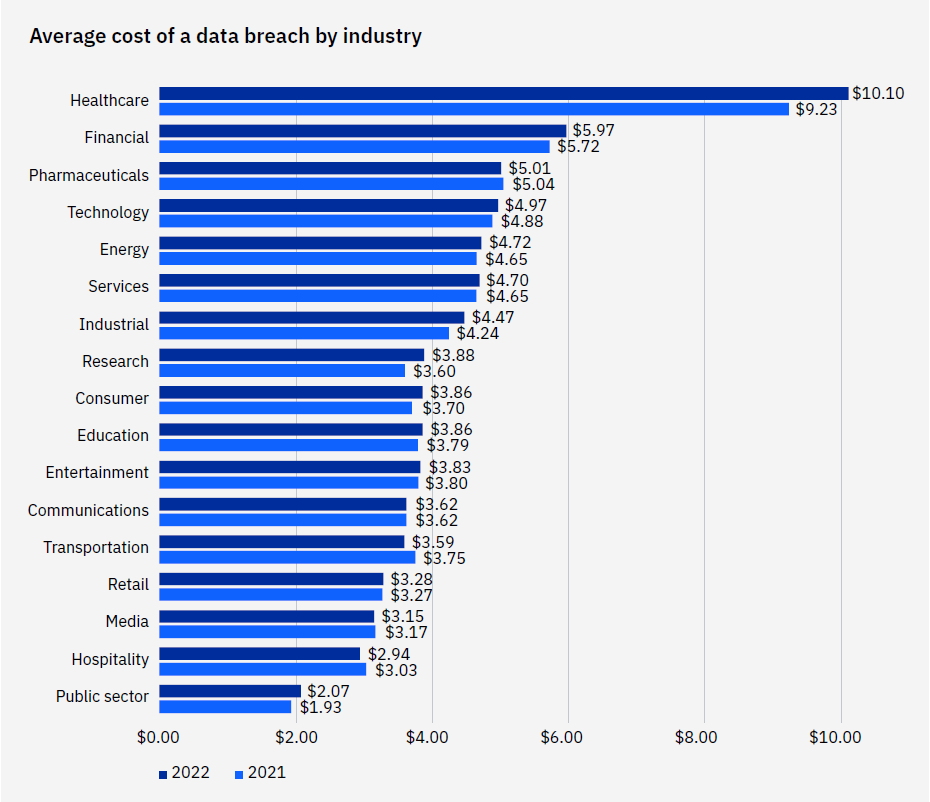 Average cost of a data breach by industry
Healthcare
$10.10
$9.23
Financial
$5.97
$5.72
Pharmaceuticals
$5.01
$5.04
Technology
$4.97
$4.88
Energy
$4.72
$4.65
Services
$4.70
$4.65
Industrial
$4.47
$4.24
Research
$3.88
$3.60
Consumer
$3.86
$3.70
Education
$3.86
$3.79
Entertainment
$3.83
$3.80
Communications
$3.62
$3.62
Transportation
$3.59
$3.75
Retail
$3.28
$3.27
Media
$3.15
$3.17
Hospitality
$2.94
$3.03
Public sector
$2.07
$1.93
$0.00 $2.00 $4.00 $6.00 $8.00 $10.00
2022 2021